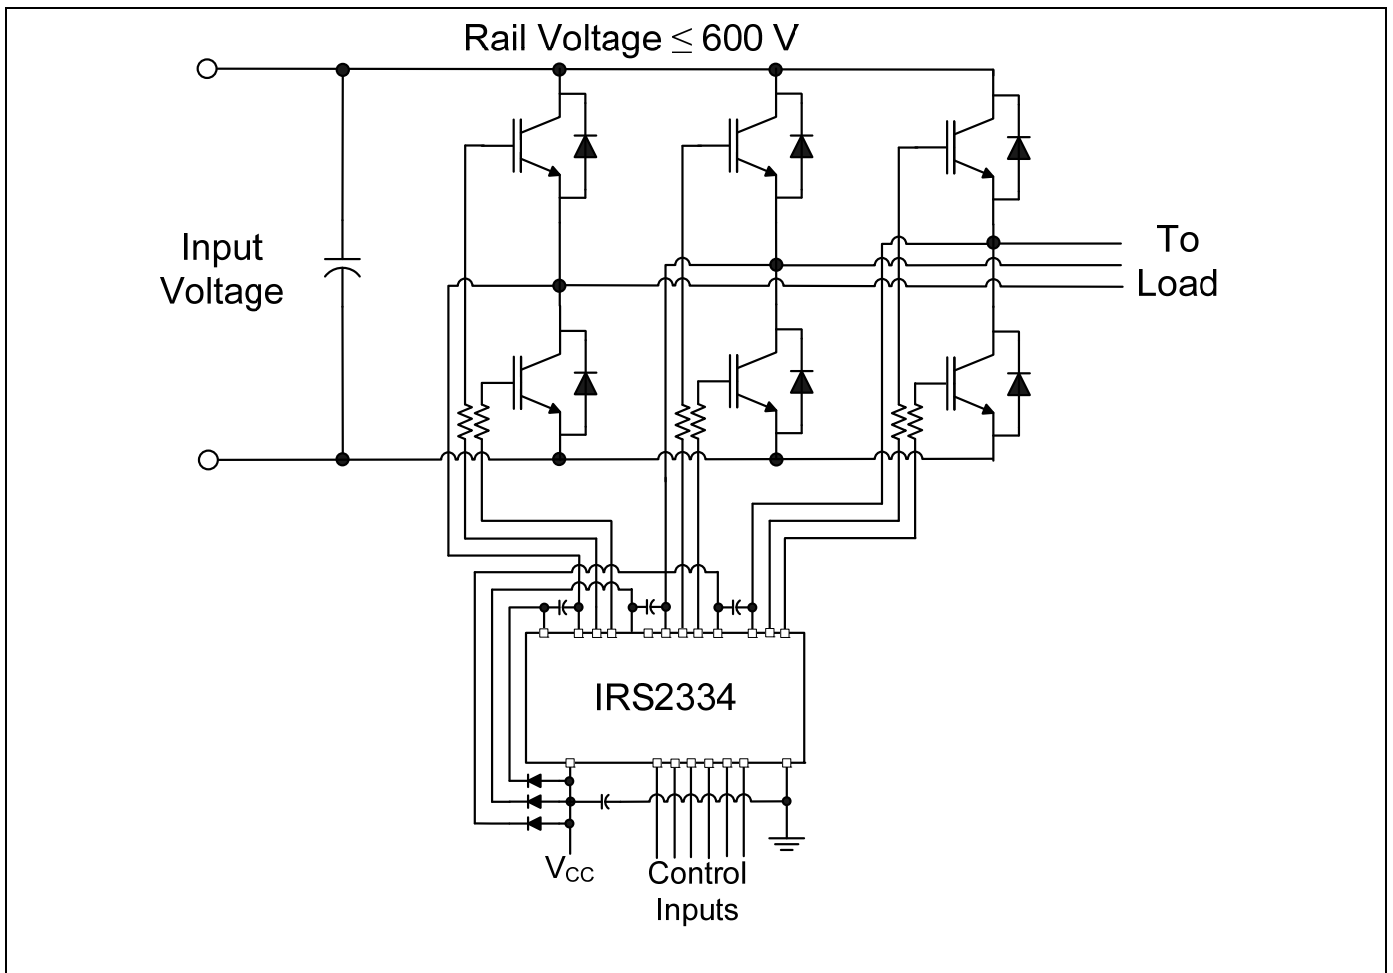 Rail Voltage ≤ 600 V
Input
Voltage
To
Load
IRS2334
VCC
Control
Inputs